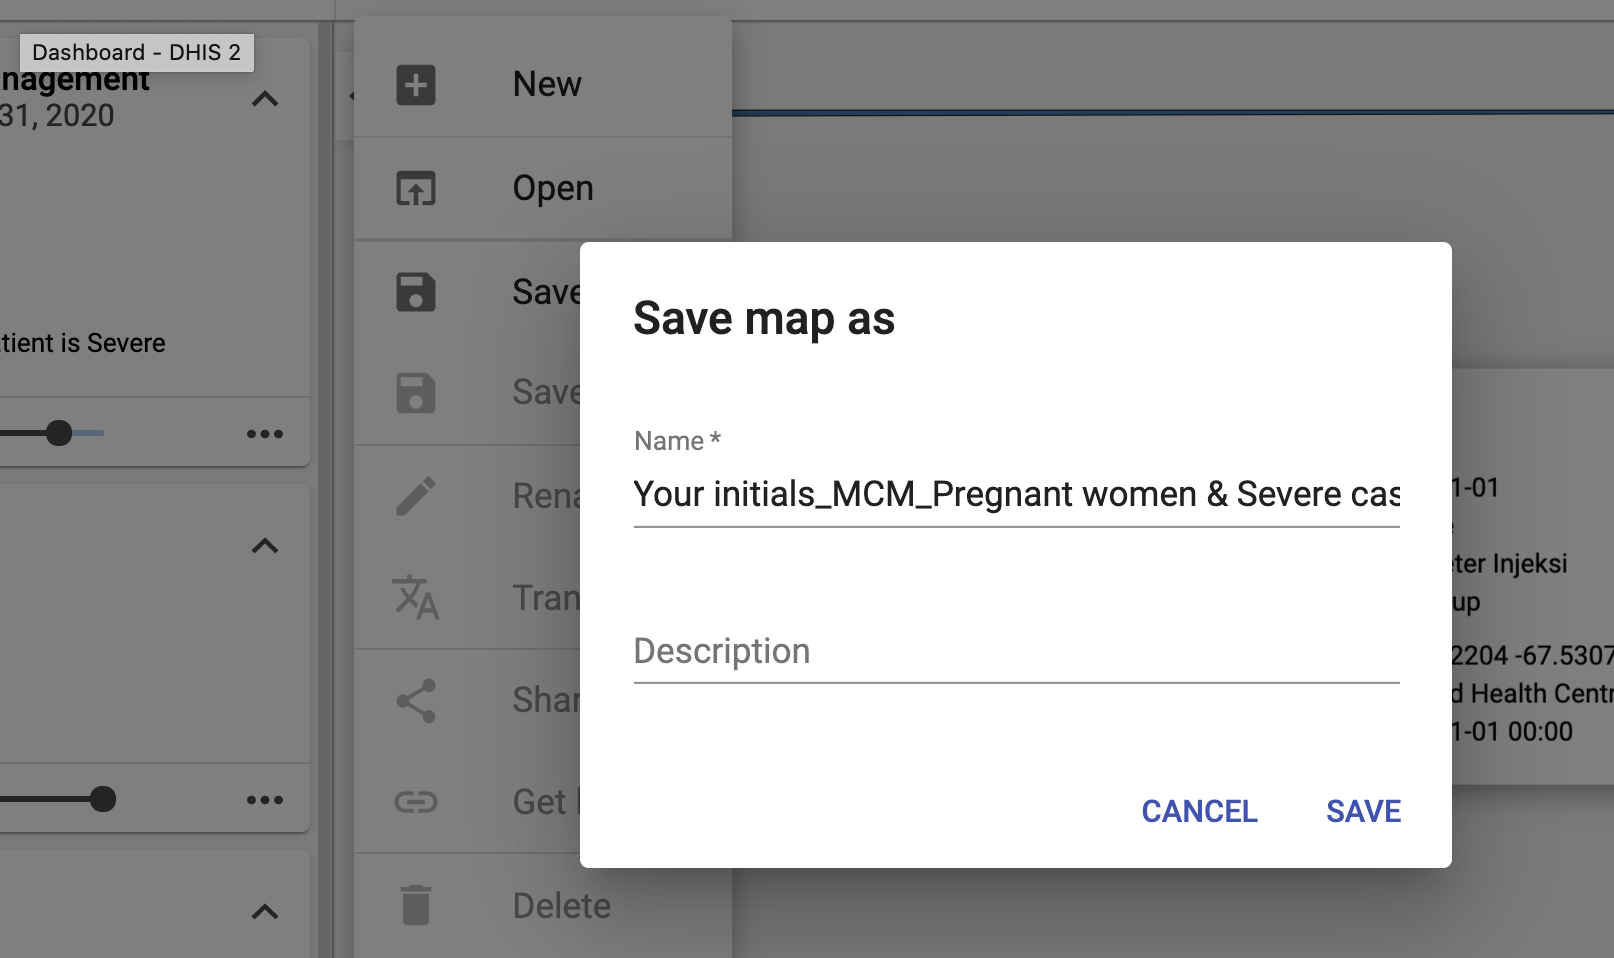 Dashboard - DHIS 2
nagement
31, 2020
tient is Severe
New
Open
Save
Save
Delete
Save map as
Name *
Your initials_MCM_Pregnant women & Severe cas
Description
CANCEL
SAVE
1-01
ter Injeksi
up
2204 -67.5307
d Health Centr
1-01 00:00
Rena
Tran
Shar
Get